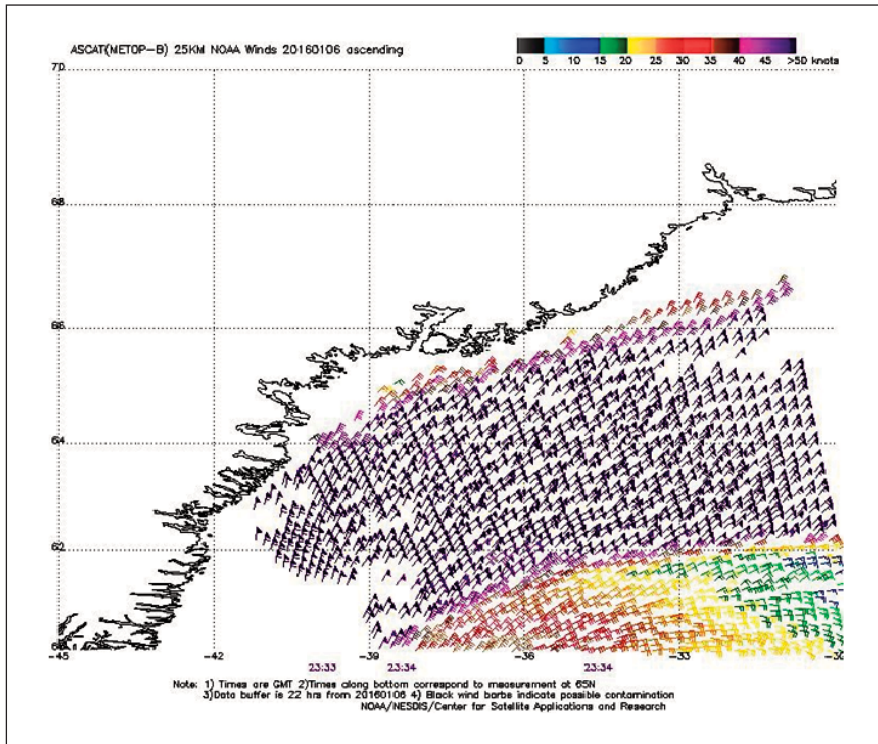 ASCAT(METOP-B) 25KM NOAA Winds 20160106 ascending
0 5 10 15 20 25 30 35 40 45 >50 knots
70
68
66
64
62
-45 -42 -39 -36 -33
23:33 23:34 23:34
Note: 1) Times are GMT 2)Times along bottom correspond to measurement at 65N
3)Data buffer is 22 hrs from 20160106 4) Black wind barbs indicate possible contamination
NOAA/NESDIS/Center for Satellite Applications and Research